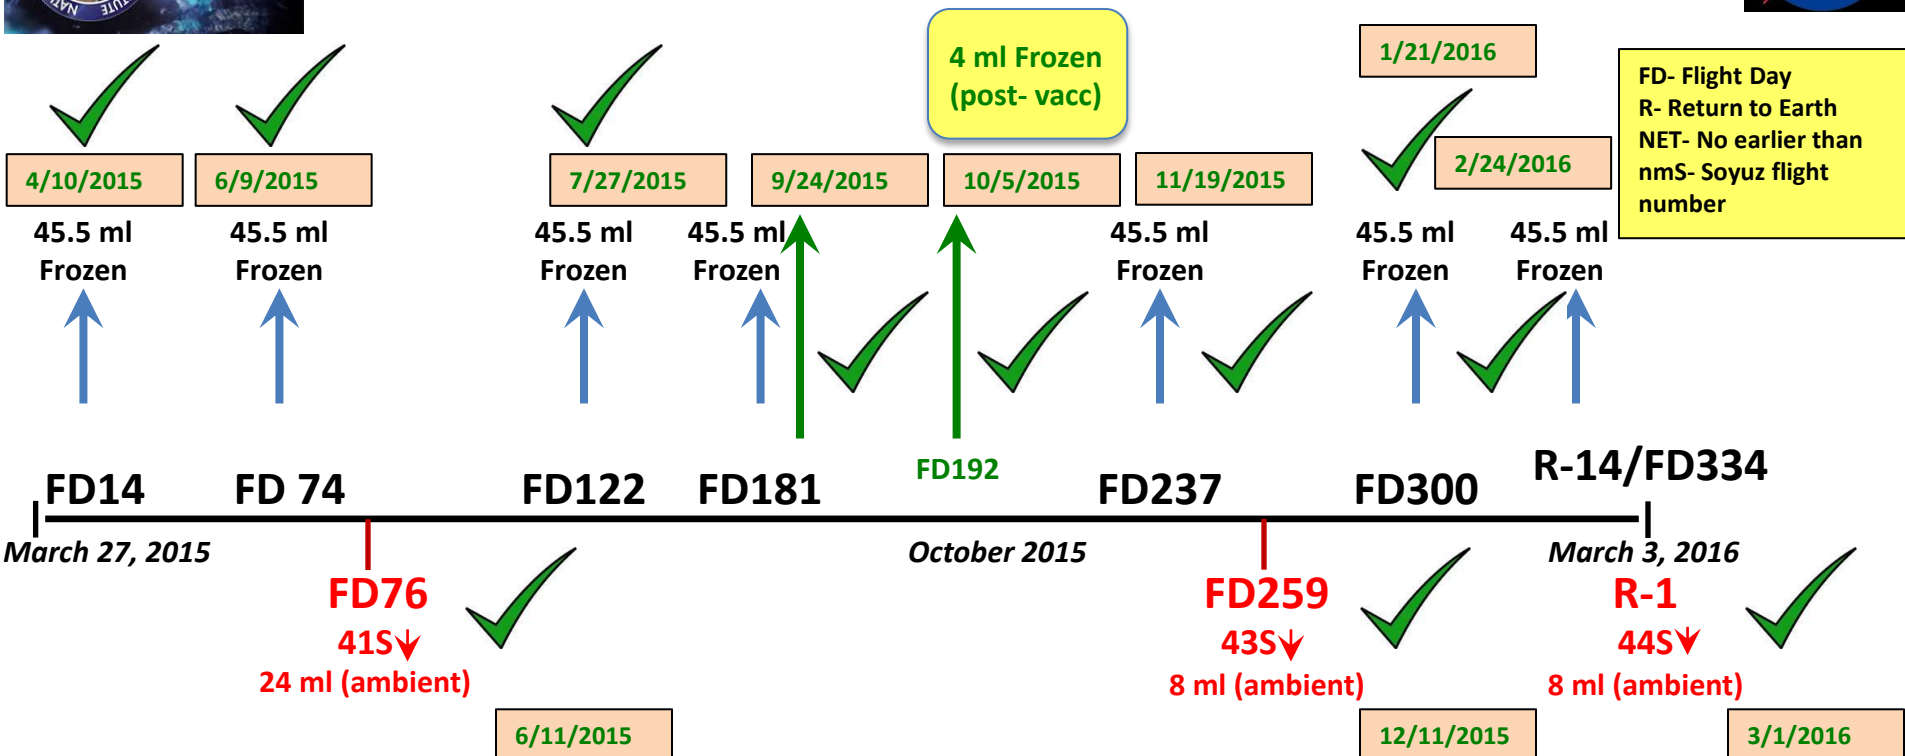 NATI
TUTE
4 ml Frozen
(post- vacc)
1/21/2016
FD- Flight Day
R- Return to Earth
NET- No earlier than
nmS- Soyuz flight
number
4/10/2015
6/9/2015
7/27/2015
9/24/2015
10/5/2015
11/19/2015
2/24/2016
45.5 ml
Frozen
45.5 ml
Frozen
45.5 ml
Frozen
45.5 ml
Frozen
45.5 ml
Frozen
45.5 ml
Frozen
45.5 ml
Frozen
FD14
FD 74
FD122
FD181
FD192
FD237
FD300
R-14/FD334
March 27, 2015
October 2015
March 3, 2016
FD76
41S
24 ml (ambient)
6/11/2015
FD259
43S
8 ml (ambient)
12/11/2015
R-1
44S
8 ml (ambient)
3/1/2016